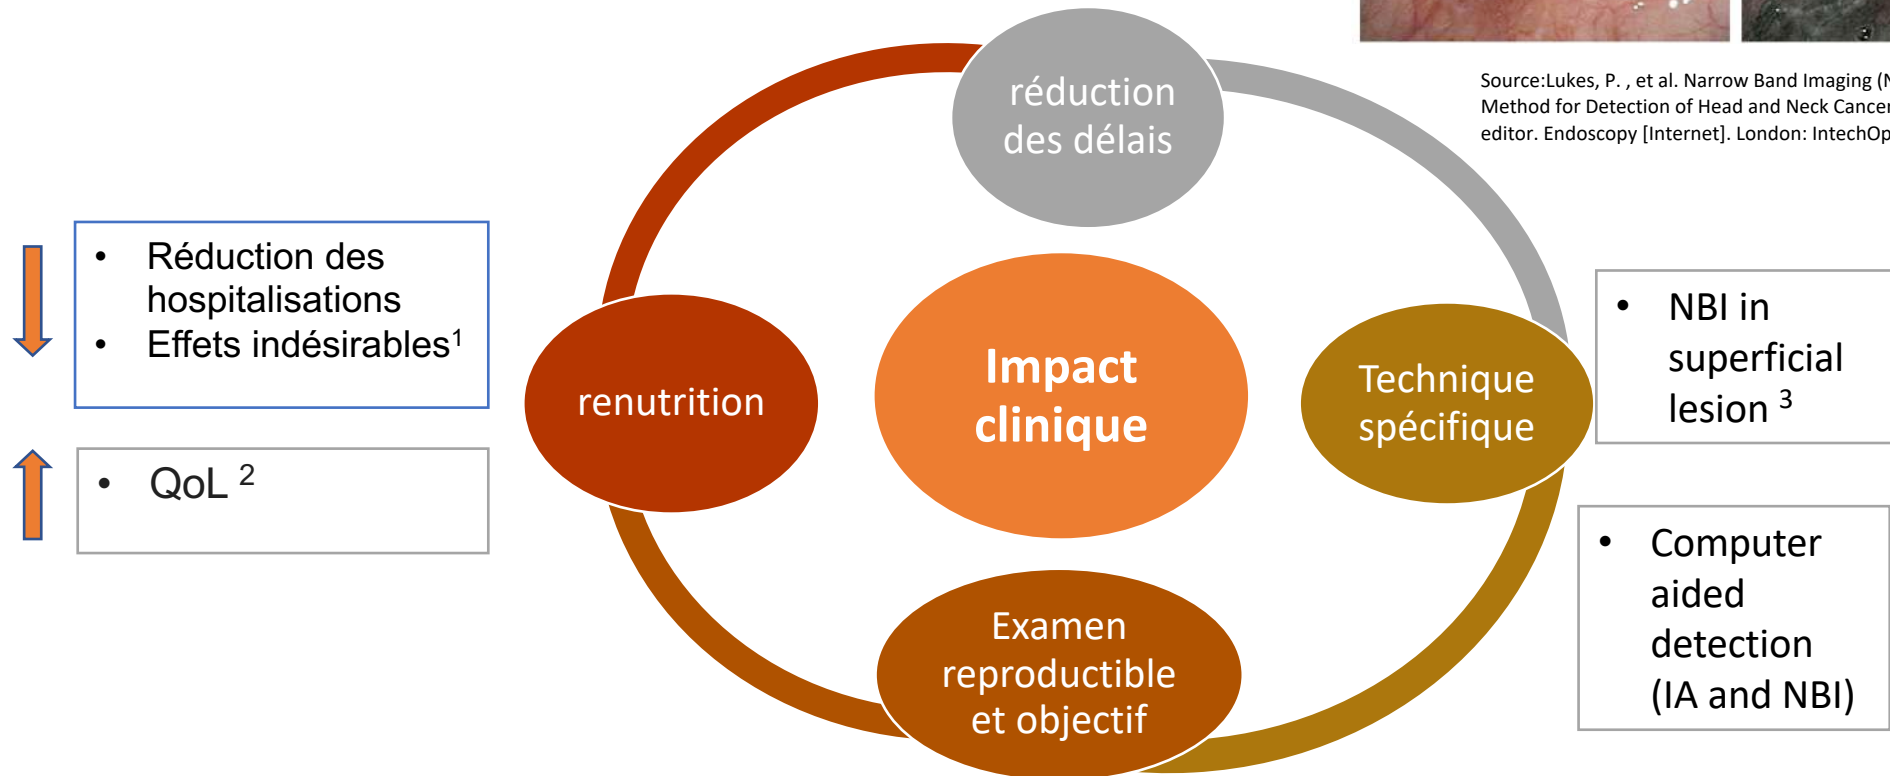 Source:Lukes, P. , et al. Narrow Band Imaging (N
Method for Detection of Head and Neck Cancer
editor. Endoscopy [Internet]. London: IntechOp
réduction
des délais
• Réduction des
hospitalisations
• Effets indésirables¹
• QoL ²
renutrition
Impact
clinique
Technique
spécifique
• NBI in
superficial
lesion ³
Examen
reproductible
et objectif
• Computer
aided
detection
(IA and NBI)